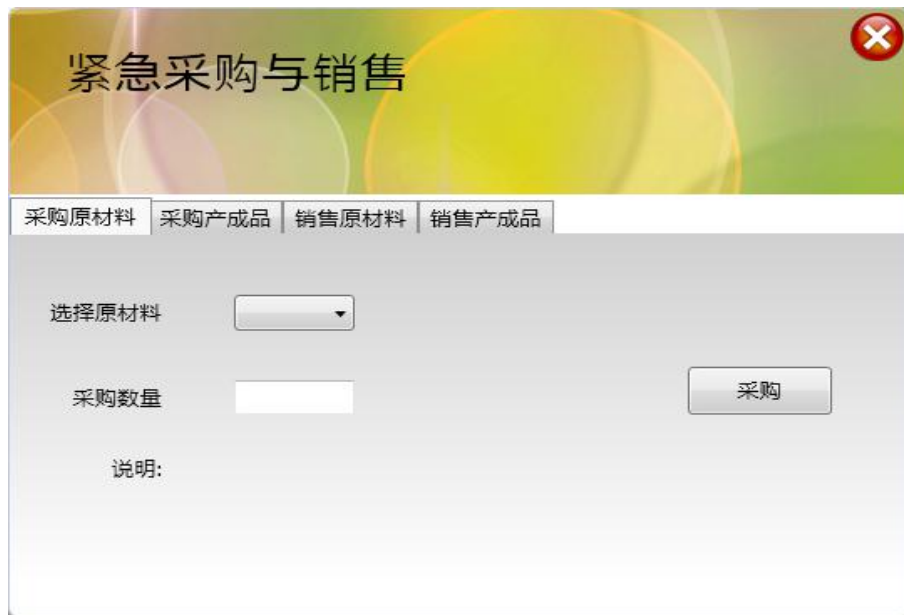 紧急采购与销售
采购原材料 采购产成品 销售原材料 销售产成品
选择原材料
采购数量
采购
说明: